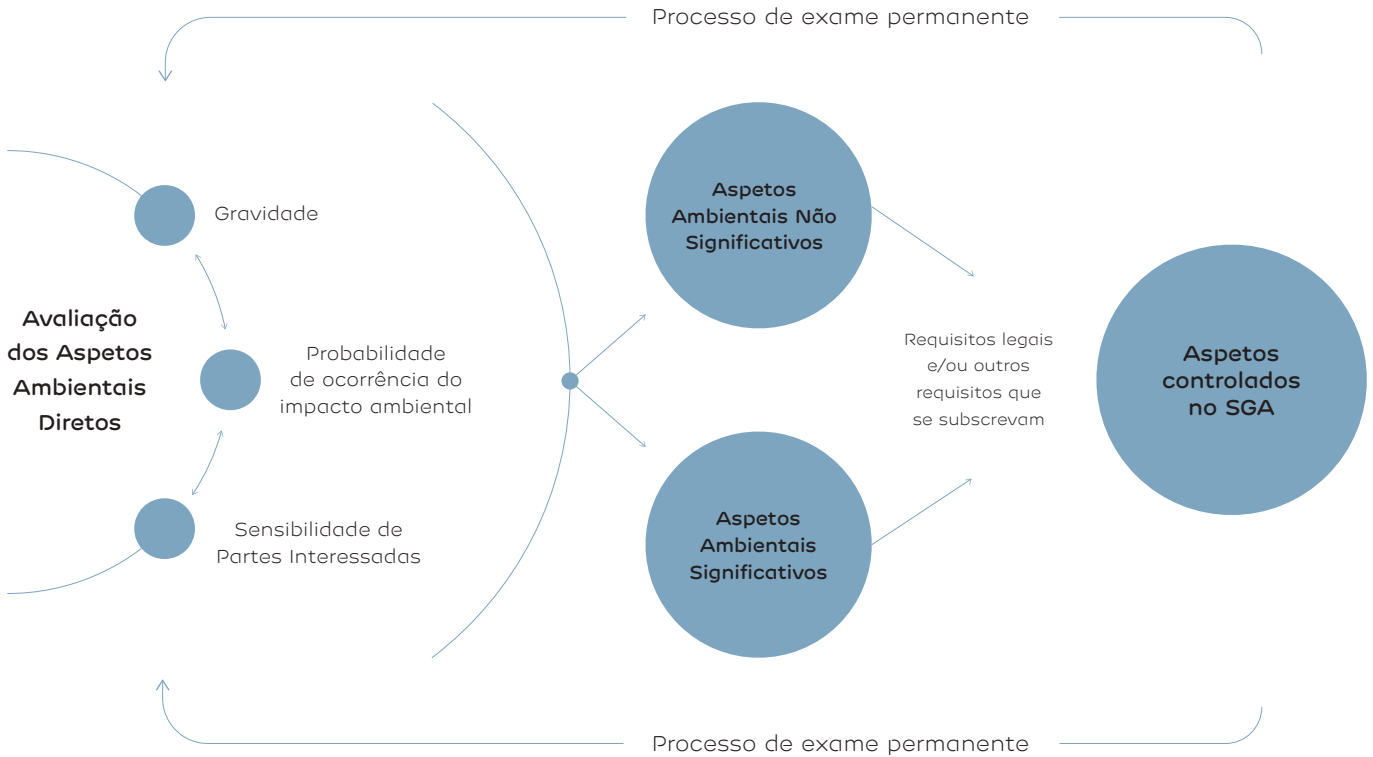 Processo de exame permanente
Avaliação
dos Aspetos
Ambientais
Diretos
Gravidade
Probabilidade
de ocorrência do
impacto ambiental
Sensibilidade de
Partes Interessadas
Aspetos
Ambientais Não
Significativos
Aspetos
Ambientais
Significativos
Requisitos legais
e/ou outros
requisitos que
se subscrevam
Aspetos
controlados
no SGA
Processo de exame permanente